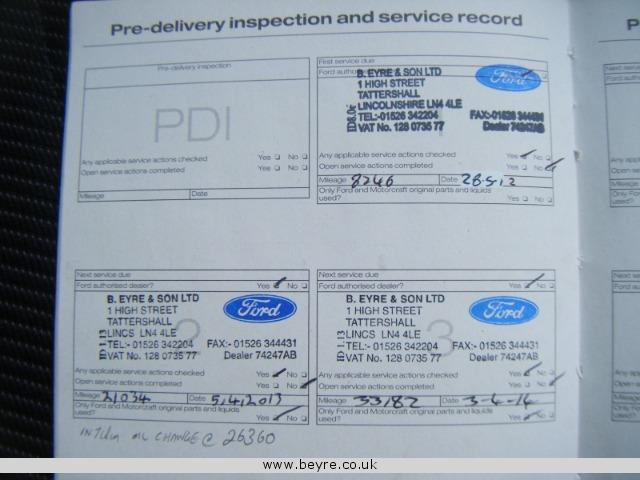 Pre-delivery inspection and service record
Pre-delivery inspection
PDI
Any applicable service actions checked Yes No
Open service actions completed Yes No
Mileage Date
First service due
Ford authorised
B. EYRE & SON LTD
1 HIGH STREET
TATTERSHALL
LINCOLNSHIRE LN4 4LE
TEL:-01526 342204 FAX:-01526 344431
VAT No. 128 0735 77 Dealer 74247AB
Ford
Any applicable service actions checked Yes No
Open service actions completed Yes No
Mileage 8246 Date 28.5.12
Only Ford and Motorcraft original parts and liquids
used? Yes No
Next service due
Ford authorised dealer? Yes No
B. EYRE & SON LTD
1 HIGH STREET
TATTERSHALL
LINCS LN4 4LE
TEL:- 01526 342204 FAX:- 01526 344431
VAT No. 128 0735 77 Dealer 74247AB
Ford
2
Any applicable service actions checked Yes No
Open service actions completed Yes No
Mileage 21034 Date 5,4,2013
Only Ford and Motorcraft original parts and liquids
used? Yes No
OIL CHANGE @ 26360
Next service due
Ford authorised dealer? Yes No
B. EYRE & SON LTD
1 HIGH STREET
TATTERSHALL
LINCS LN4 4LE
TEL:- 01526 342204 FAX:- 01526 344431
VAT No. 128 0735 77 Dealer 74247AB
Ford
3
Any applicable service actions checked Yes No
Open service actions completed Yes No
Mileage 33182 Date 3-4-14
Only Ford and Motorcraft original parts and liquids
used? Yes No
www.beyre.co.uk